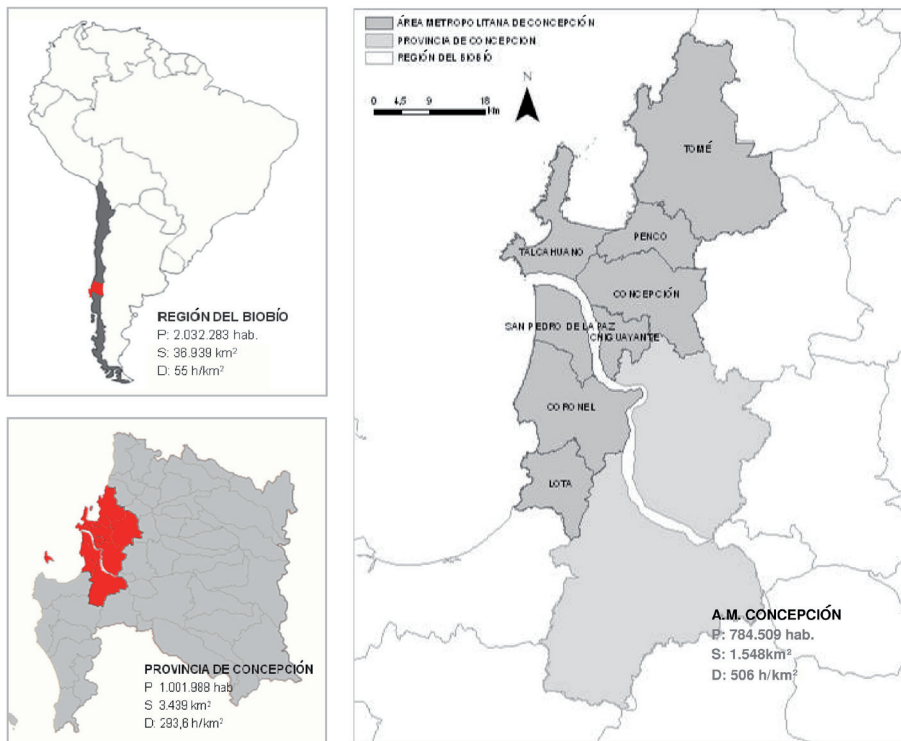 REGIÓN DEL BIOBÍO
P: 2.032.283 hab.
S: 36.939 km²
D: 55 h/km²
PROVINCIA DE CONCEPCIÓN
P 1.001.988 hab
S 3.439 km²
D: 293,6 h/km²
ÁREA METROPOLITANA DE CONCEPCIÓN
PROVINCIA DE CONCEPCIÓN
REGIÓN DEL BIOBÍO
0 4,5 9 18
km
N
TOMÉ
PENCO
TALCAHUANO
CONCEPCIÓN
SAN PEDRO DE LA PAZ
CHIGUAYANTE
CORONEL
LOTA
A.M. CONCEPCIÓN
P: 784.509 hab.
S: 1.548km²
D: 506 h/km²